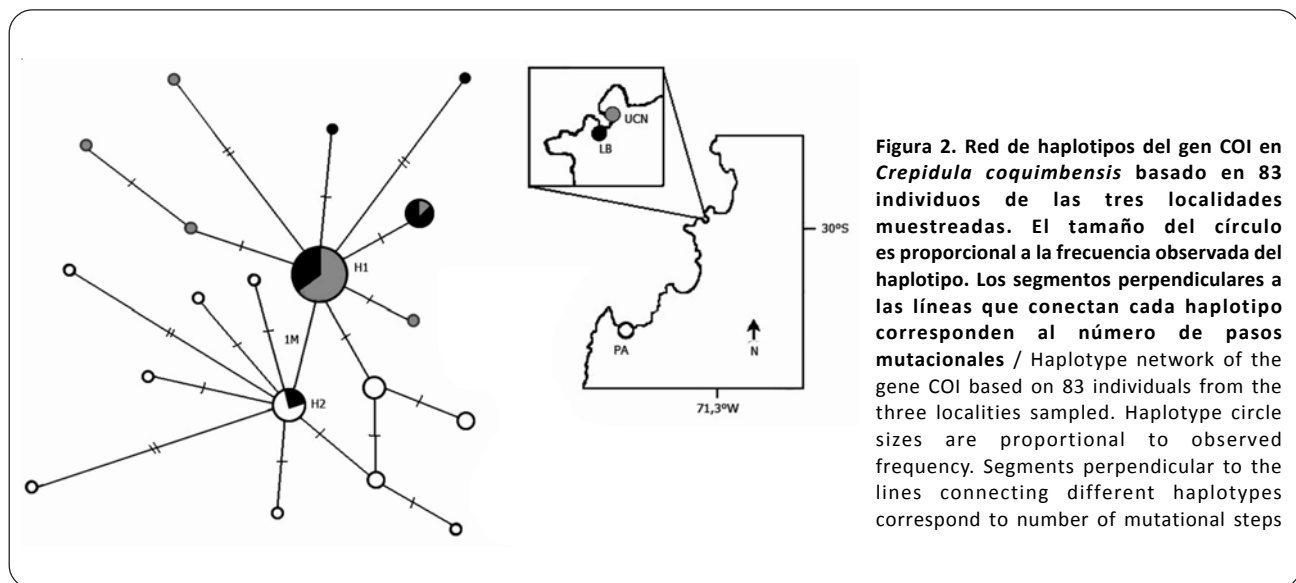 H1
1M
H2
UCN
LB
30ºS
PA
N
71,3ºW
Figura 2. Red de haplotipos del gen COI en
Crepidula coquimbensis basado en 83
individuos de las tres localidades
muestreadas. El tamaño del círculo
es proporcional a la frecuencia observada del
haplotipo. Los segmentos perpendiculares a
las líneas que conectan cada haplotipo
corresponden al número de pasos
mutacionales / Haplotype network of the
gene COI based on 83 individuals from the
three localities sampled. Haplotype circle
sizes are proportional to observed
frequency. Segments perpendicular to the
lines connecting different haplotypes
correspond to number of mutational steps